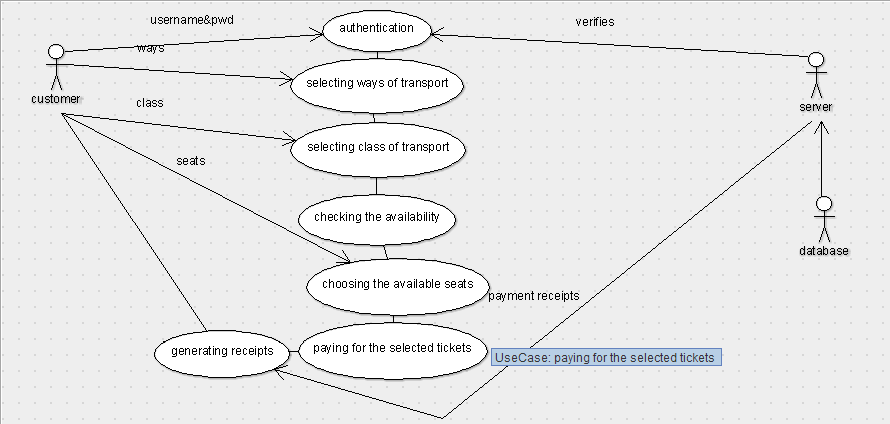 username&pwd
authentication
verifies
ways
customer
selecting ways of transport
server
class
selecting class of transport
seats
checking the availability
database
choosing the available seats
payment receipts
generating receipts
paying for the selected tickets
UseCase: paying for the selected tickets